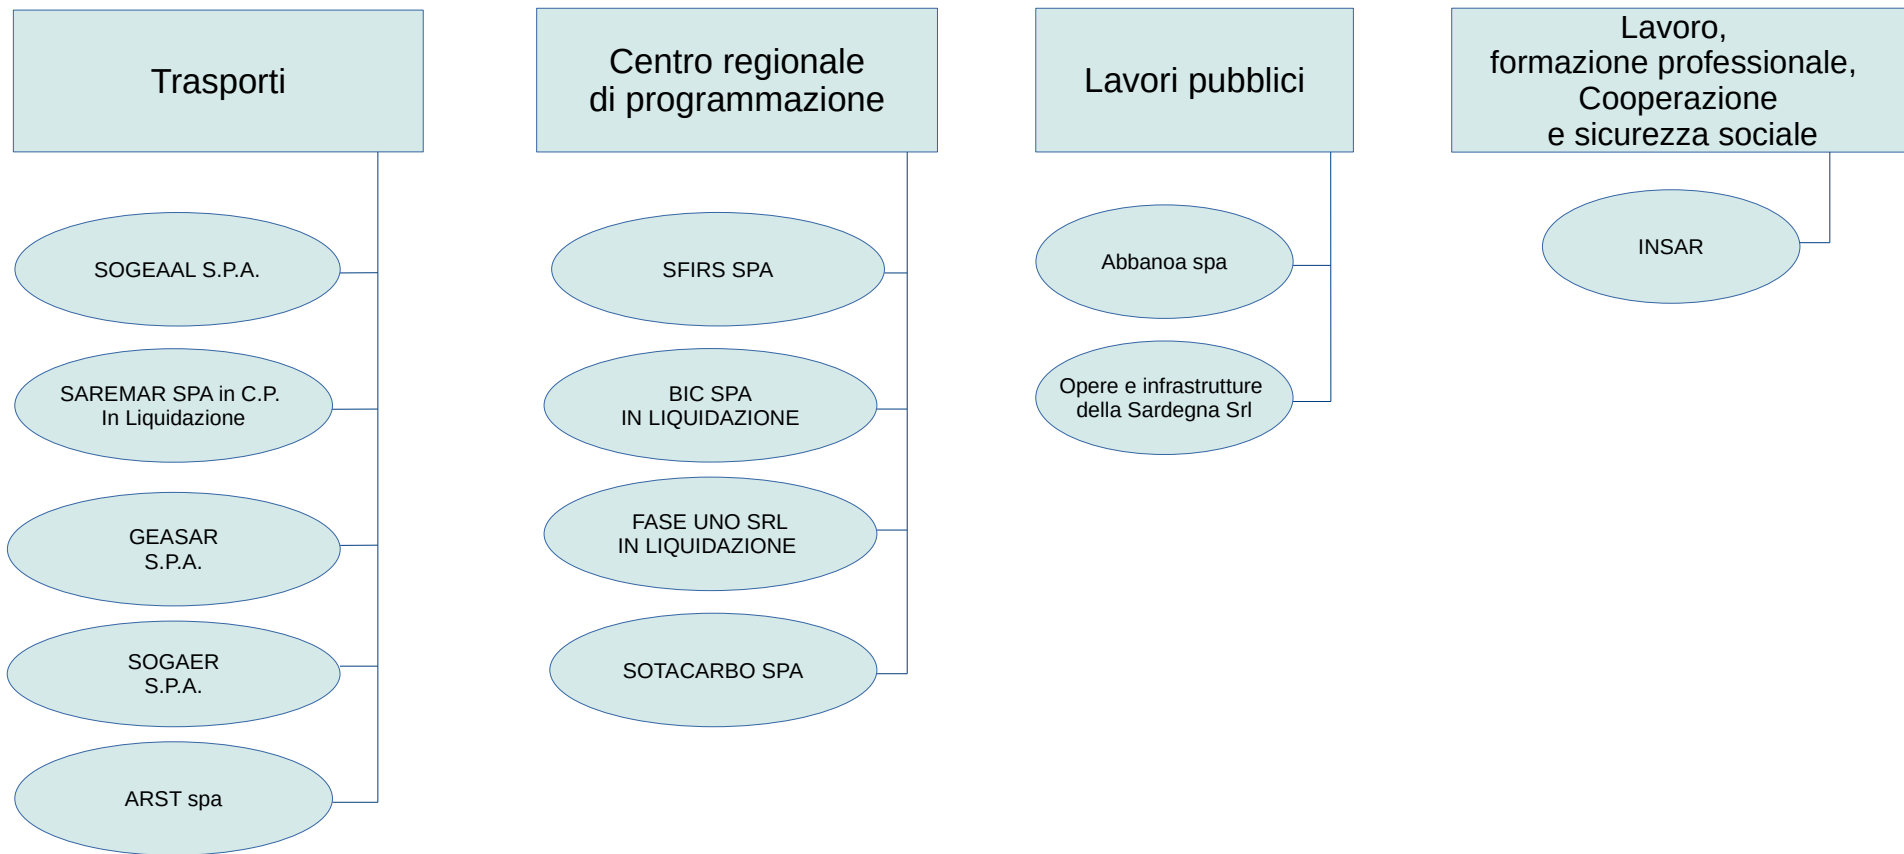 Trasporti
SOGEAAL S.P.A.
SAREMAR SPA in C.P.
In Liquidazione
GEASAR
S.P.A.
SOGAER
S.P.A.
ARST spa
Centro regionale
di programmazione
SFIRS SPA
BIC SPA
IN LIQUIDAZIONE
FASE UNO SRL
IN LIQUIDAZIONE
SOTACARBO SPA
Lavori pubblici
Abbanoa spa
Opere e infrastrutture
della Sardegna Srl
Lavoro,
formazione professionale,
Cooperazione
e sicurezza sociale
INSAR